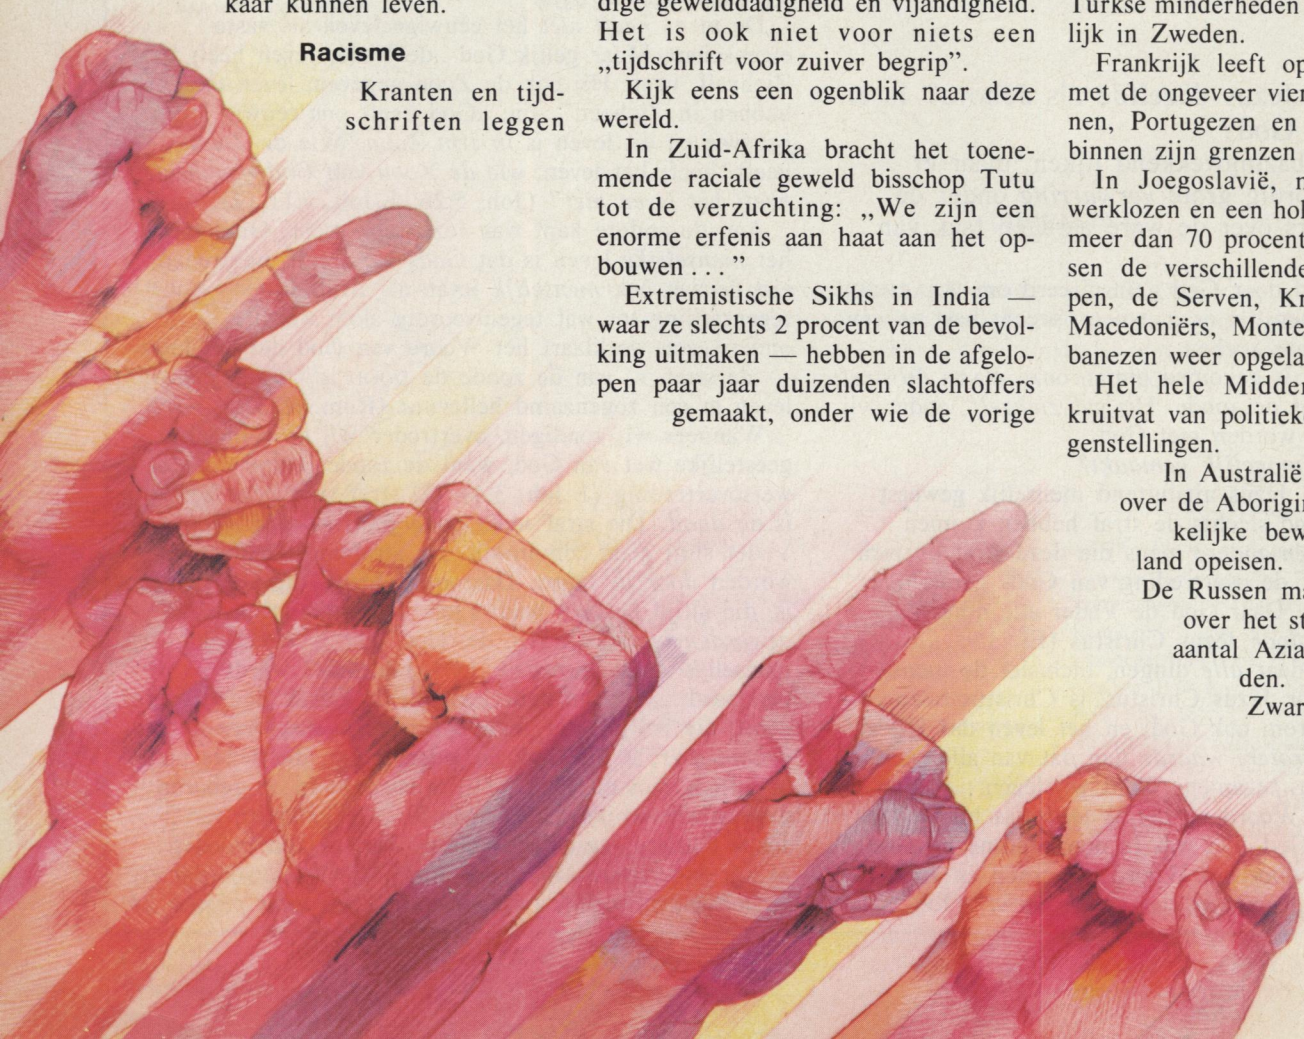 kaar kunnen leven.
Racisme
Kranten en tijd-
schriften leggen
dige gewelddadigheid en vijandigheid.
Het is ook niet voor niets een
„tijdschrift voor zuiver begrip”.
Kijk eens een ogenblik naar deze
wereld.
In Zuid-Afrika bracht het toene-
mende raciale geweld bisschop Tutu
tot de verzuchting: „We zijn een
enorme erfenis aan haat aan het op-
bouwen . . .”
Extremistische Sikhs in India —
waar ze slechts 2 procent van de bevol-
king uitmaken — hebben in de afgelo-
pen paar jaar duizenden slachtoffers
gemaakt, onder wie de vorige
Turkse minderheden
lijk in Zweden.
Frankrijk leeft op
met de ongeveer vier
nen, Portugezen en
binnen zijn grenzen
In Joegoslavië,
werklozen en een hol
meer dan 70 procent
sen de verschillende
pen, de Serven, Kr
Macedoniërs, Monte
banezen weer opgela
Het hele Midden
kruitvat van politiek
genstellingen.
In Australië
over de Aborigin
kelijke bew
land opeisen.
De Russen ma
over het st
aantal Azia
den.
Zwar